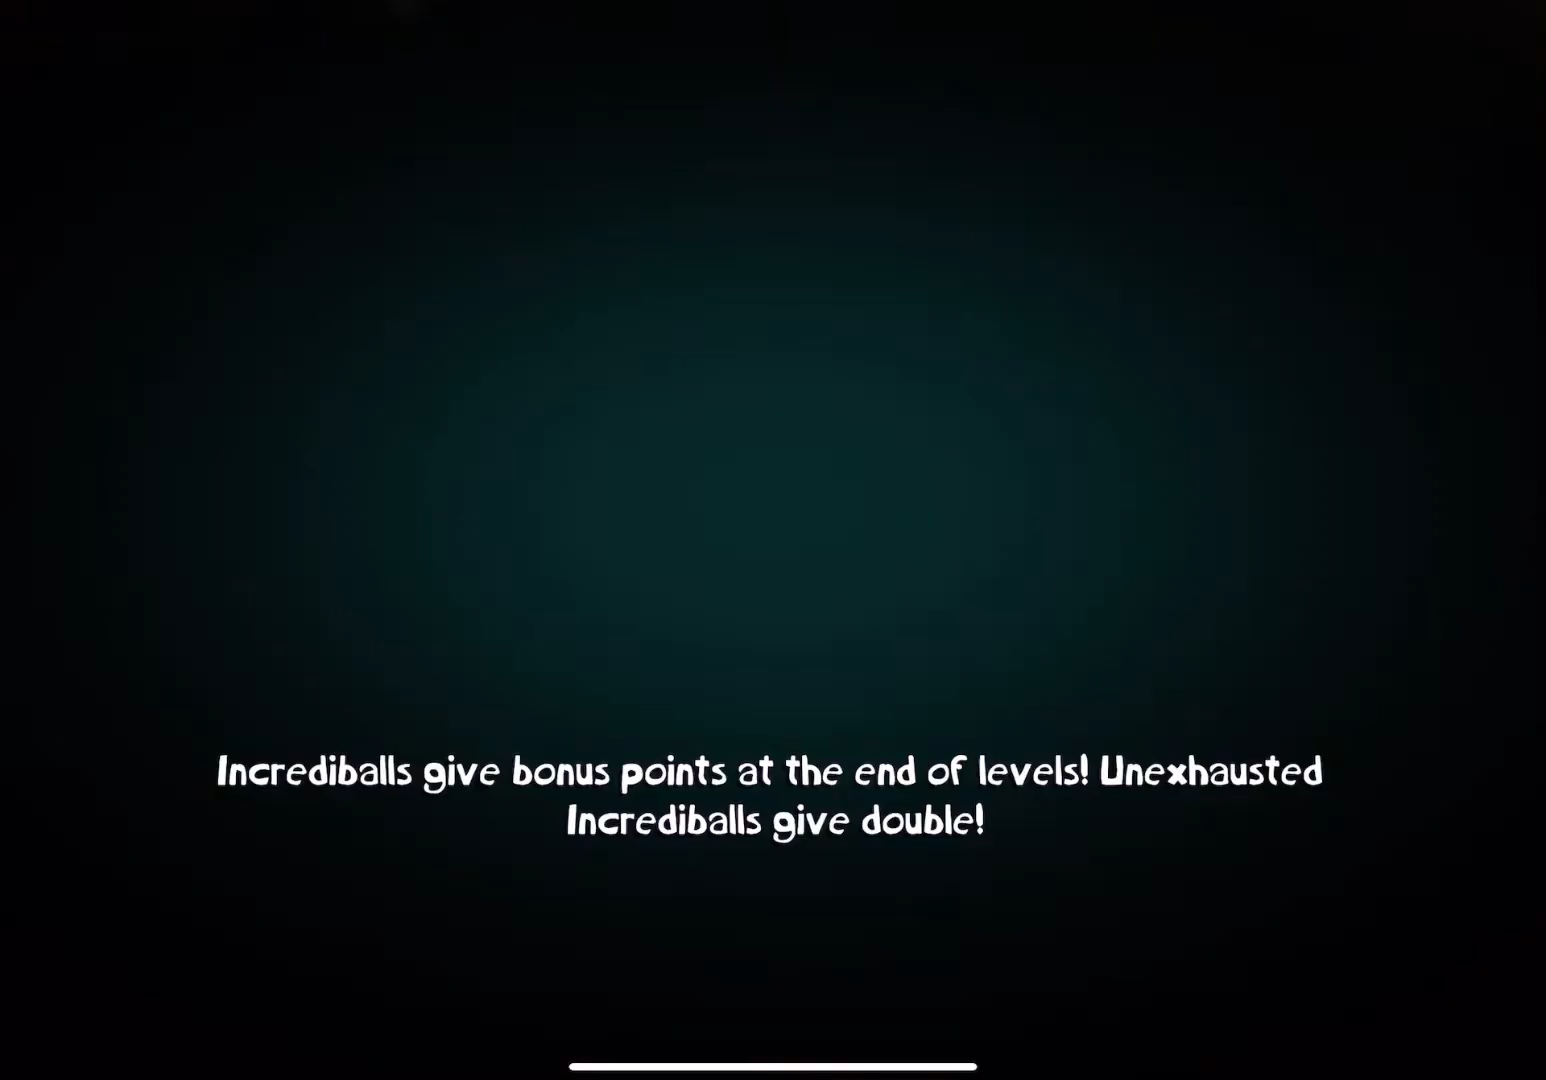 Incrediballs give bonus points at the end of levels! Unexhausted
Incrediballs give double!